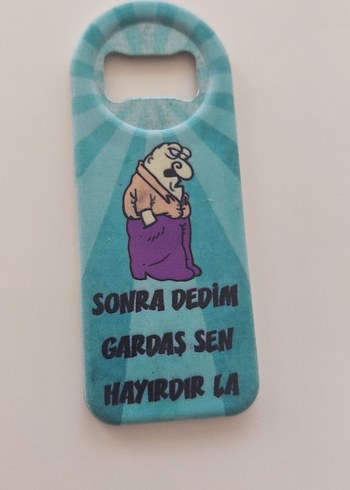 SONRA DEDİM
GARDAŞ SEN
HAYIRDIR LA